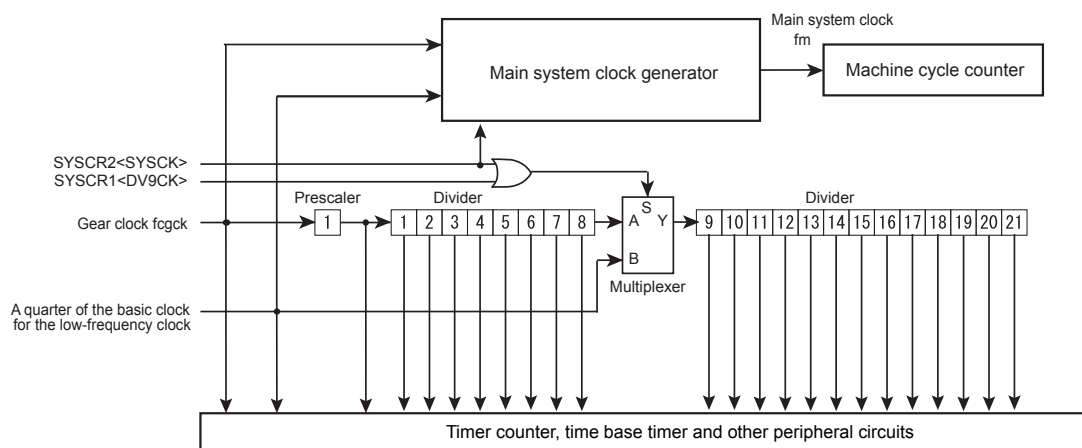 Main system clock
fm
Main system clock generator
Machine cycle counter
SYSCR2<SYSCK>
SYSCR1<DV9CK>
Prescaler
Divider
S
Divider
Gear clock fcgck
1
1 2 3 4 5 6 7 8
A
Y
9 10 11 12 13 14 15 16 17 18 19 20 21
B
Multiplexer
A quarter of the basic clock
for the low-frequency clock
Timer counter, time base timer and other peripheral circuits